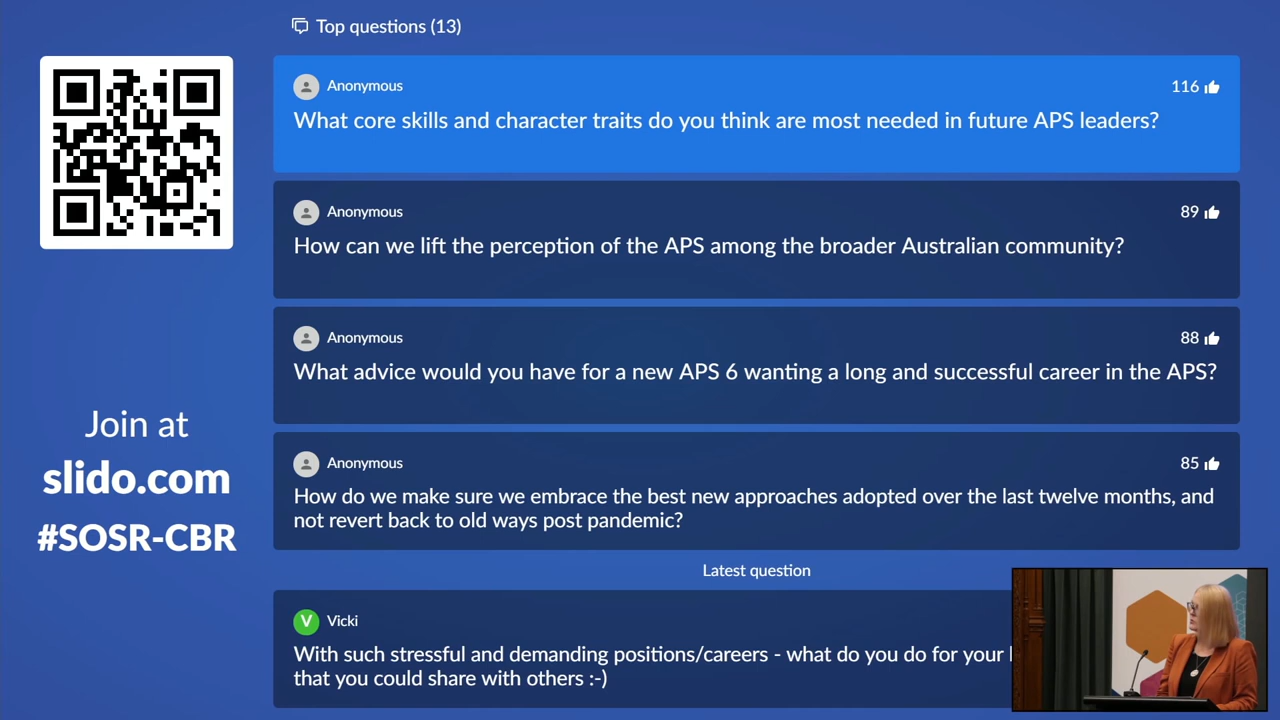 Top questions (13)
Anonymous
116
What core skills and character traits do you think are most needed in future APS leaders?
Anonymous
89
How can we lift the perception of the APS among the broader Australian community?
Anonymous
88
What advice would you have for a new APS 6 wanting a long and successful career in the APS?
Anonymous
85
How do we make sure we embrace the best new approaches adopted over the last twelve months, and
not revert back to old ways post pandemic?
Latest question
V
Vicki
With such stressful and demanding positions/careers - what do you do for your
that you could share with others :-)
Join at
slido.com
#SOSR-CBR